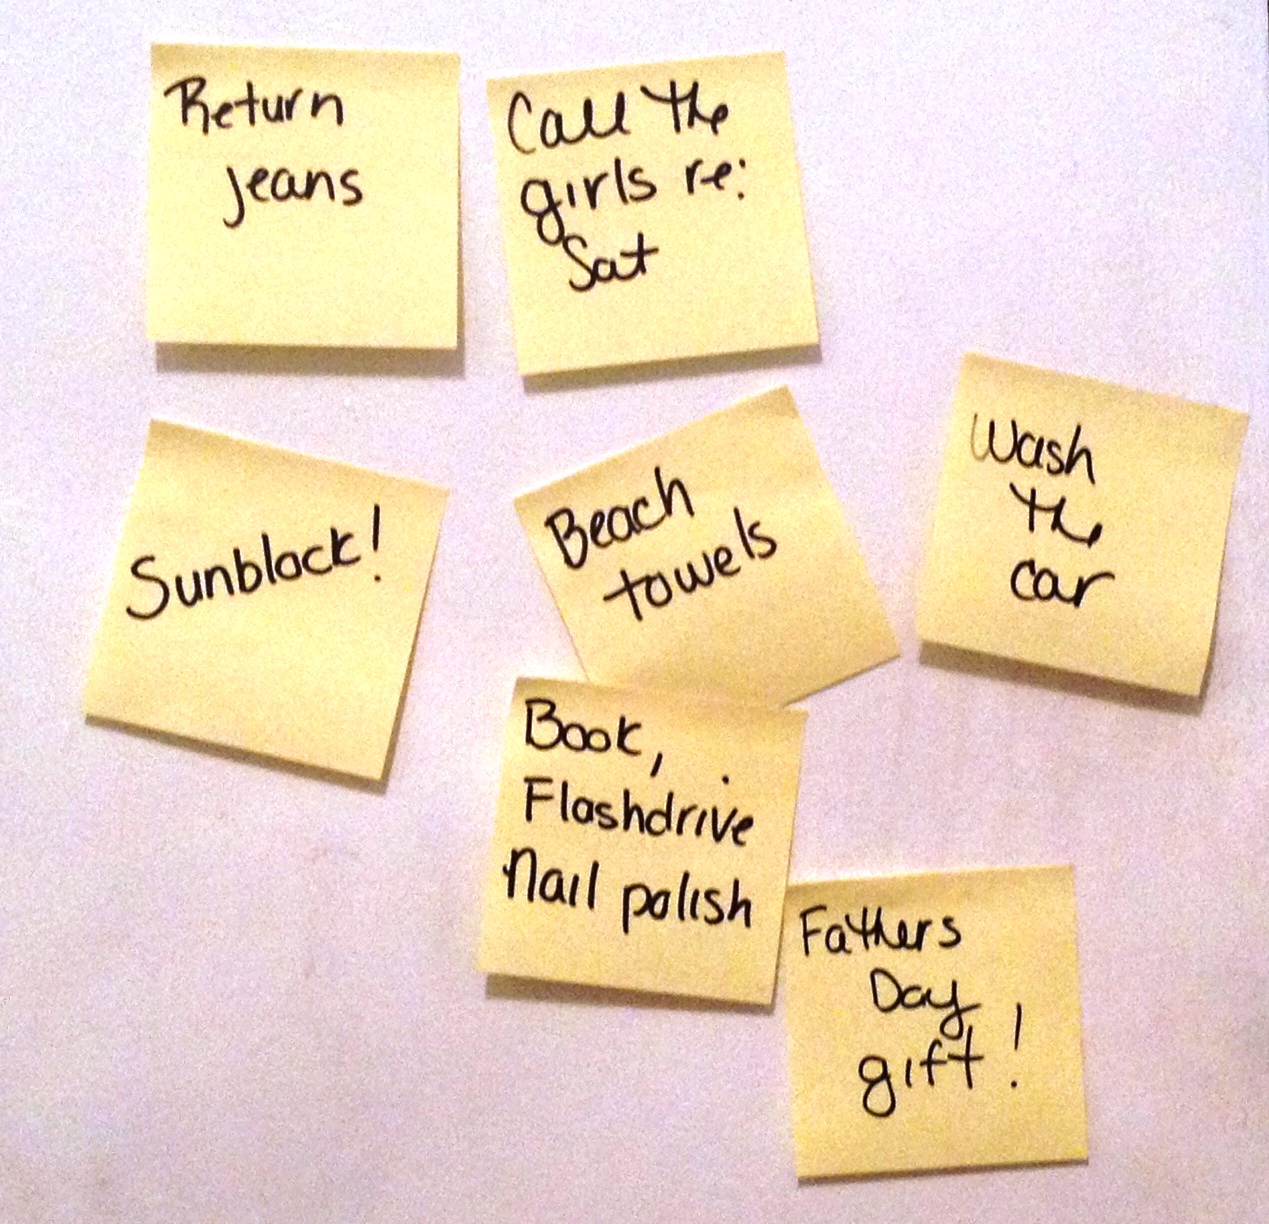 Return
jeans
Call the
girls re:
Sat
Sunblock!
Beach
towels
Wash
the
car
Book,
Flashdrive
Nail polish
Fathers
Day
gift!